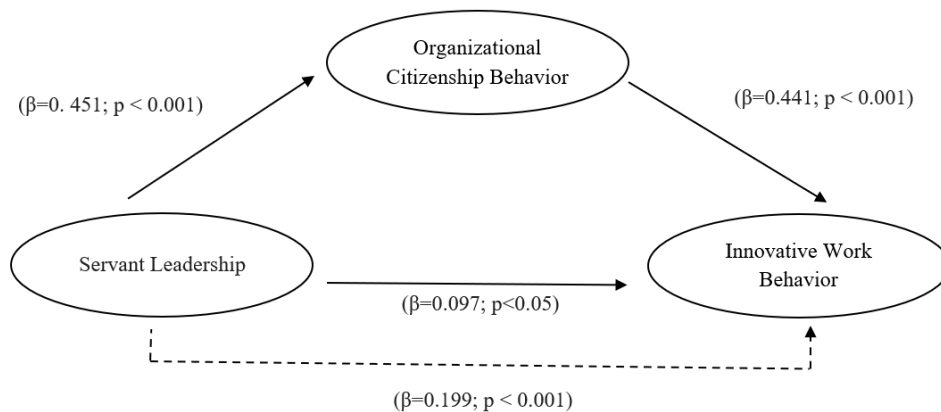 Organizational
Citizenship Behavior
(β=0. 451; p < 0.001)
(β=0.441; p < 0.001)
Servant Leadership
Innovative Work
Behavior
(β=0.097; p<0.05)
(β=0.199; p < 0.001)